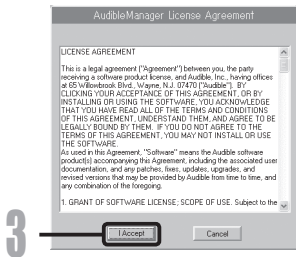 AudibleManager License Agreement
LICENSE AGREEMENT
This is a legal agreement ("Agreement") between you, the party
receiving a software product license, and Audible, Inc., having offices
at 65 Willowbrook Blvd., Wayne, N.J. 07470 ("Audible"). BY
CLICKING YOUR ACCEPTANCE OF THIS AGREEMENT, OR BY
INSTALLING OR USING THE SOFTWARE, YOU ACKNOWLEDGE
THAT YOU HAVE READ ALL OF THE TERMS AND CONDITIONS
OF THIS AGREEMENT, UNDERSTAND THEM, AND AGREE TO BE
LEGALLY BOUND BY THEM. IF YOU DO NOT AGREE TO THE
TERMS OF THIS AGREEMENT, YOU MAY NOT INSTALL OR USE
THE SOFTWARE.
As used in this Agreement, "Software" means the Audible software
product(s) accompanying this Agreement, including the associated user
documentation, and any patches, fixes, updates, upgrades, and
revised versions that may be provided by Audible from time to time, and
any combination of the foregoing.
1. GRANT OF SOFTWARE LICENSE; SCOPE OF USE. Subject to the
3
I Accept
Cancel